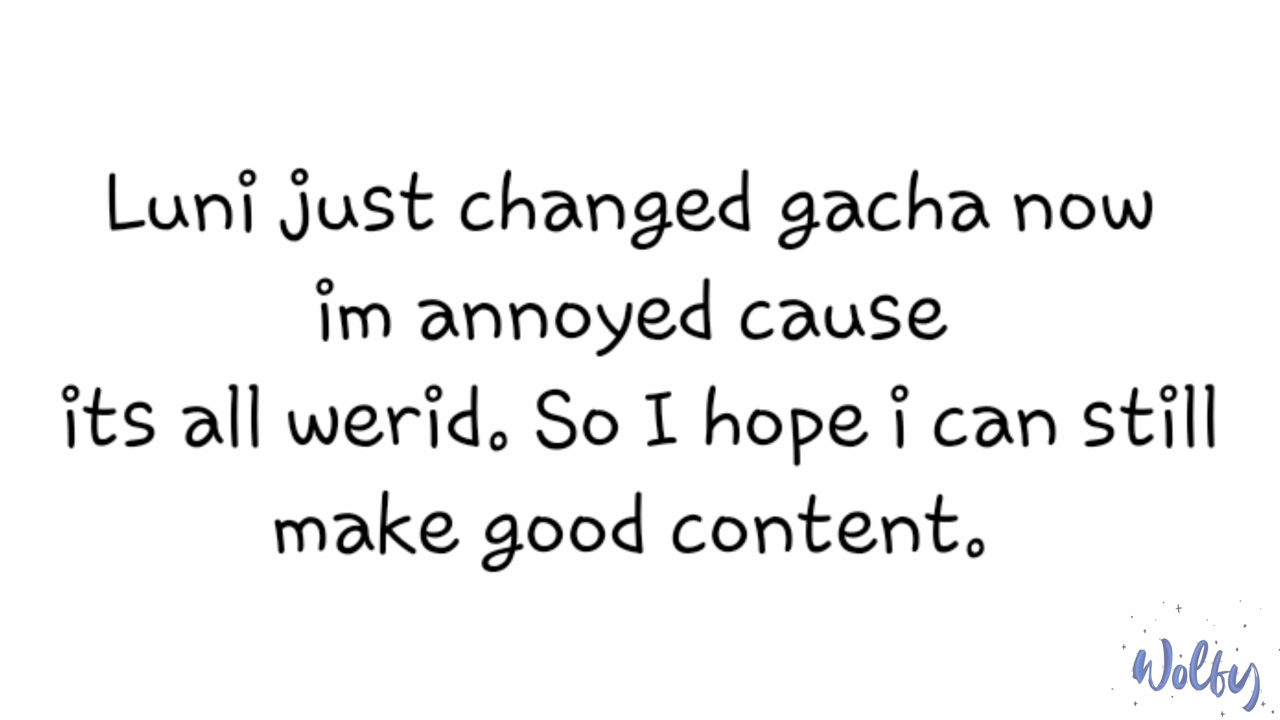 Luni just changed gacha now
im annoyed cause
its all werid. So I hope i can still
make good content.
Wolfy